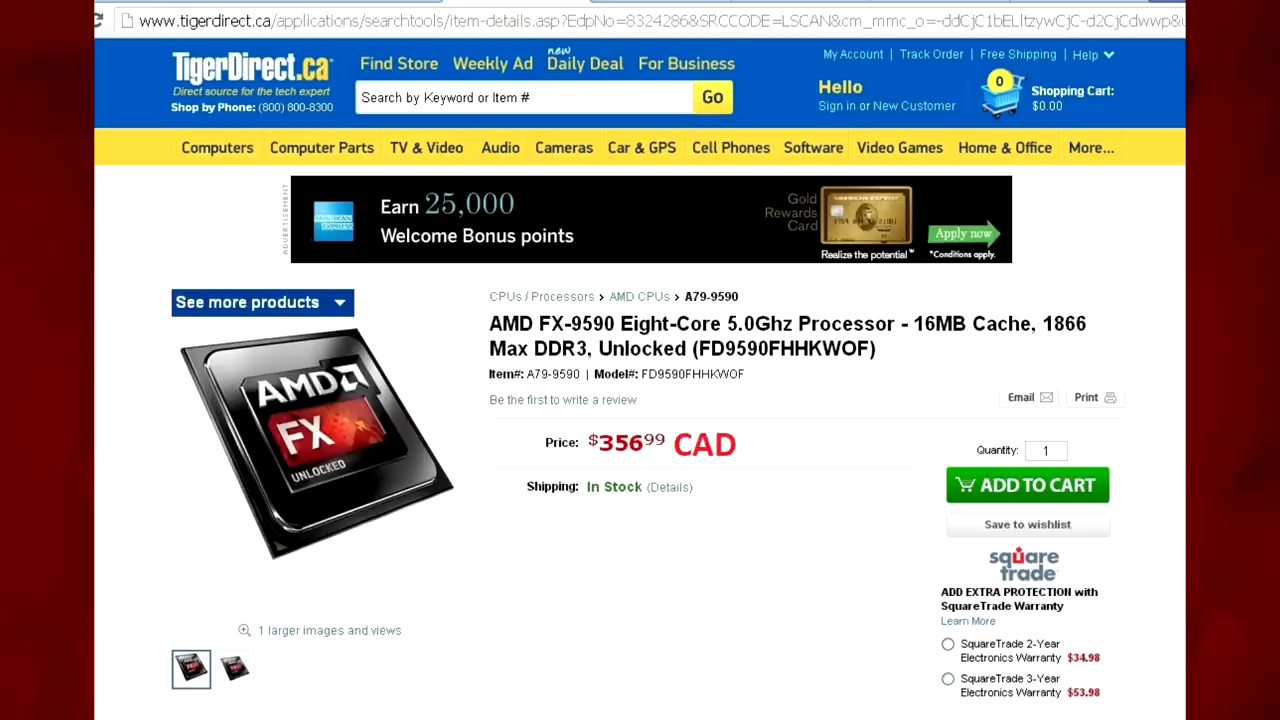 www.tigerdirect.ca/applications/searchtools/item-details.asp?EdpNo=8324286&SRCCODE=LSCAN&cm_mmc_o=-ddCjC1bELltzywCjC-d2CjCdwwp&
TigerDirect.ca
Direct source for the tech expert
Shop by Phone: (800) 800-8300
Find Store
Weekly Ad
new
Daily Deal
For Business
Search by Keyword or Item #
Go
My Account | Track Order | Free Shipping | Help
Hello
Sign in or New Customer
0
Shopping Cart:
$0.00
Computers
Computer Parts
TV & Video
Audio
Cameras
Car & GPS
Cell Phones
Software
Video Games
Home & Office
More...
ADVERTISEMENT
AMERICAN EXPRESS
Earn 25,000
Welcome Bonus points
Gold
Rewards
Card
AMERICAN EXPRESS
Realize the potential™
Apply now
*Conditions apply.
See more products
CPUs / Processors > AMD CPUs > A79-9590
AMD FX-9590 Eight-Core 5.0Ghz Processor - 16MB Cache, 1866
Max DDR3, Unlocked (FD9590FHHKWOF)
Item#: A79-9590 | Model#: FD9590FHHKWOF
Be the first to write a review
Email
Print
AMD
FX
UNLOCKED
Price: $356.99 CAD
Shipping: In Stock (Details)
Quantity: 1
ADD TO CART
Save to wishlist
square
trade
ADD EXTRA PROTECTION with
SquareTrade Warranty
Learn More
SquareTrade 2-Year
Electronics Warranty $34.98
SquareTrade 3-Year
Electronics Warranty $53.98
1 larger images and views